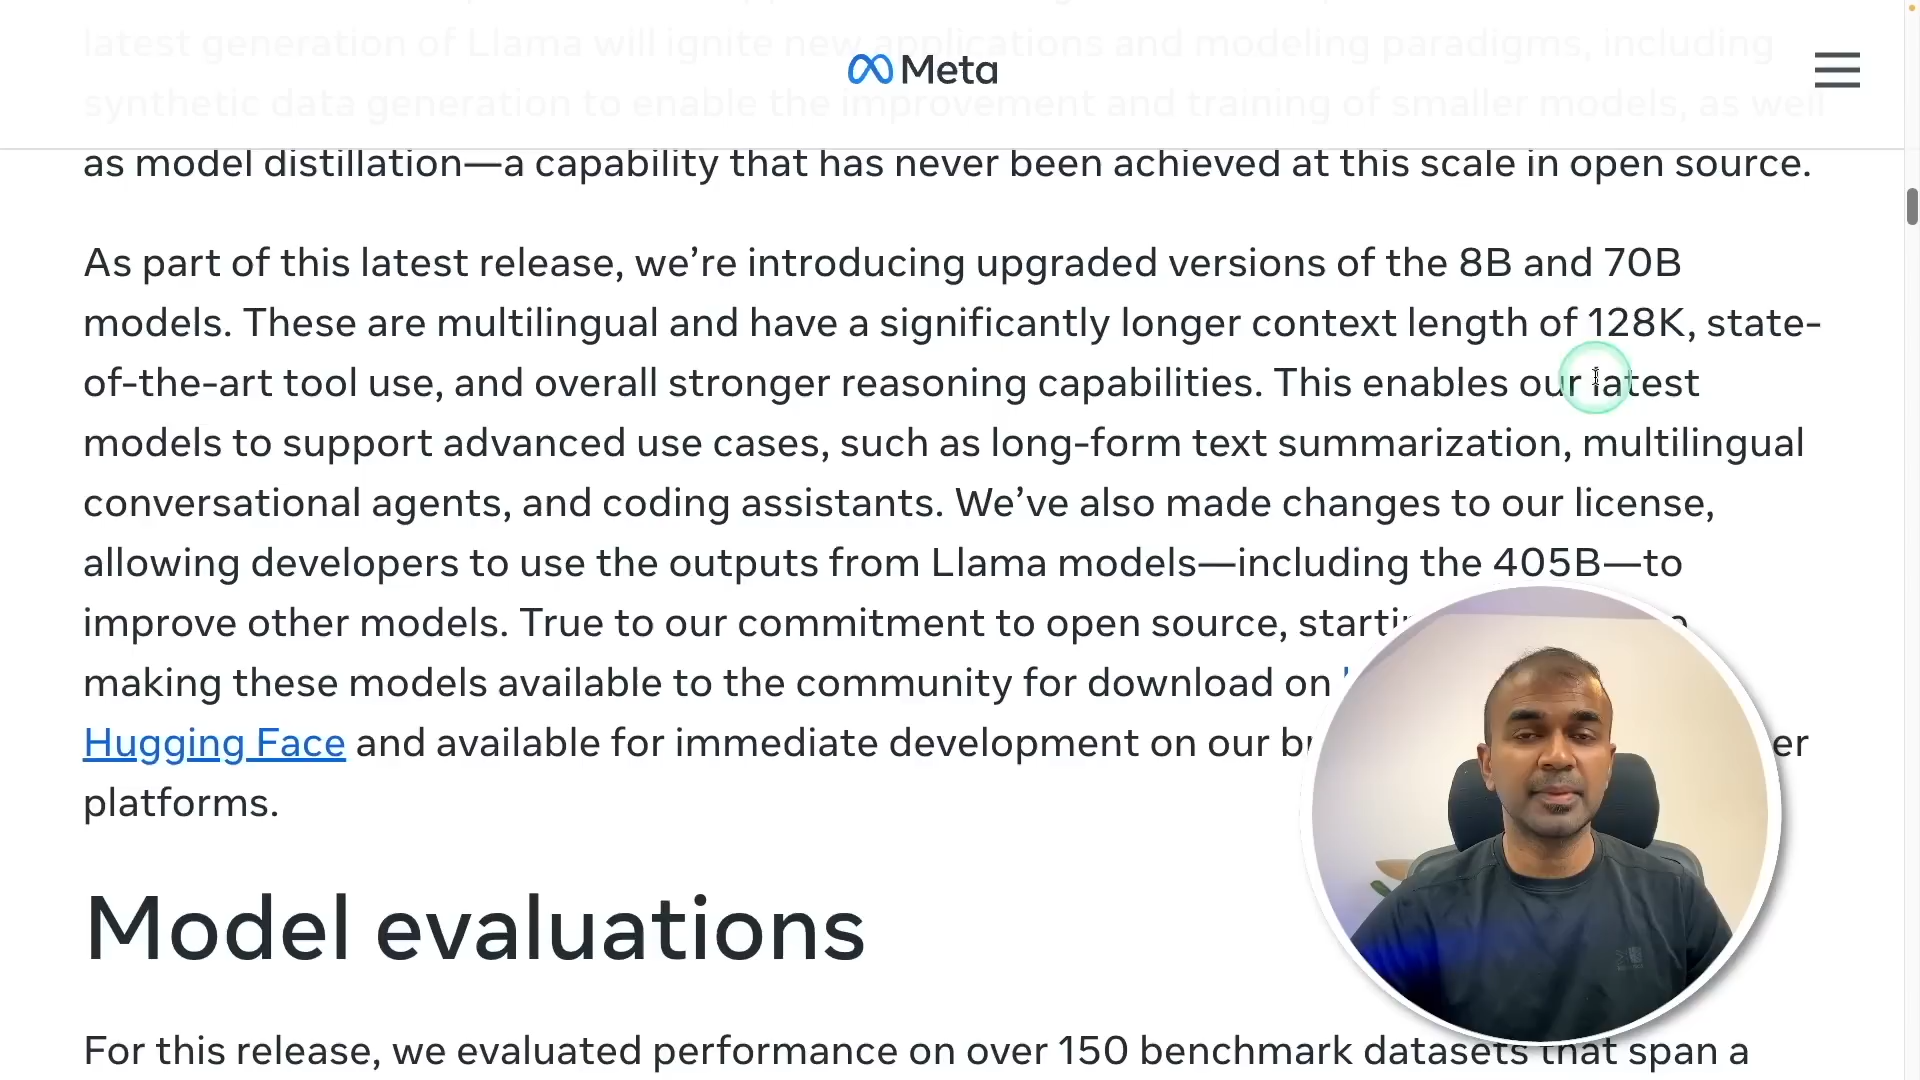 latest generation of Llama will ignite new applications and modeling paradigms, including
Meta
synthetic data generation to enable the improvement and training of smaller models, as well
as model distillation—a capability that has never been achieved at this scale in open source.
As part of this latest release, we’re introducing upgraded versions of the 8B and 70B
models. These are multilingual and have a significantly longer context length of 128K, state-
of-the-art tool use, and overall stronger reasoning capabilities. This enables our latest
models to support advanced use cases, such as long-form text summarization, multilingual
conversational agents, and coding assistants. We’ve also made changes to our license,
allowing developers to use the outputs from Llama models—including the 405B—to
improve other models. True to our commitment to open source,
making these models available to the community for download on
Hugging Face and available for immediate development on our
platforms.
Model evaluations
For this release, we evaluated performance on over 150 benchmark datasets that span a